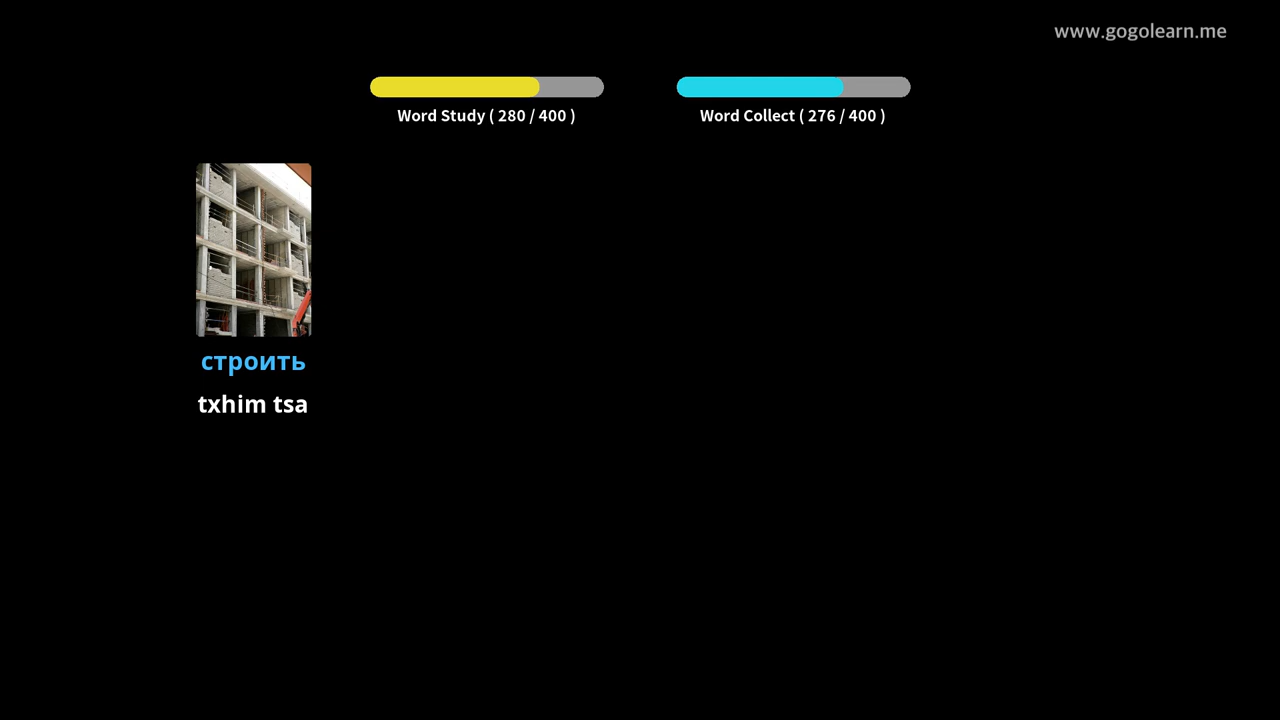 www.gogolearn.me
Word Study ( 280 / 400 )
Word Collect ( 276 / 400 )
строить
txhim tsa